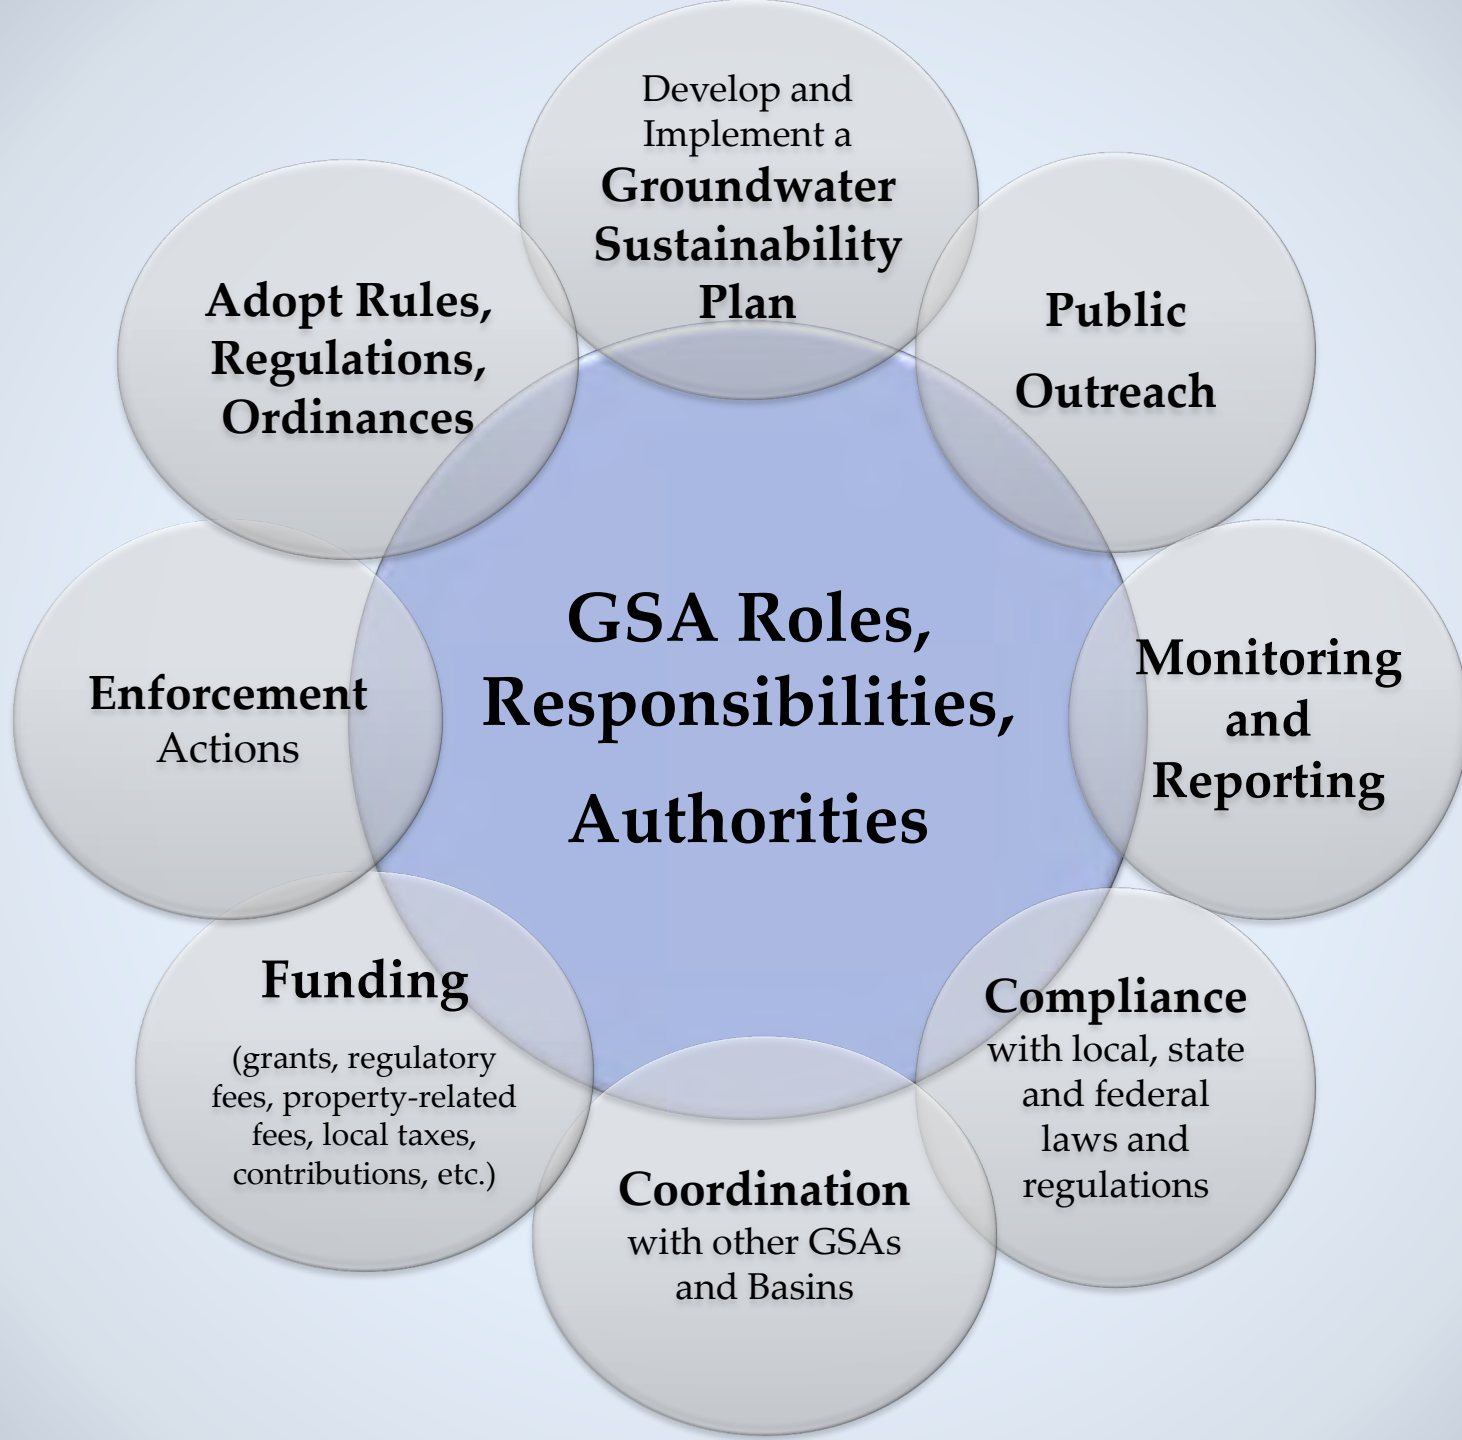 Develop and
Implement a
Groundwater
Sustainability
Plan
Public
Outreach
Monitoring
and
Reporting
Compliance
with local, state
and federal
laws and
regulations
Coordination
with other GSAs
and Basins
Funding
(grants, regulatory
fees, property-related
fees, local taxes,
contributions, etc.)
Enforcement
Actions
Adopt Rules,
Regulations,
Ordinances
GSA Roles,
Responsibilities,
Authorities